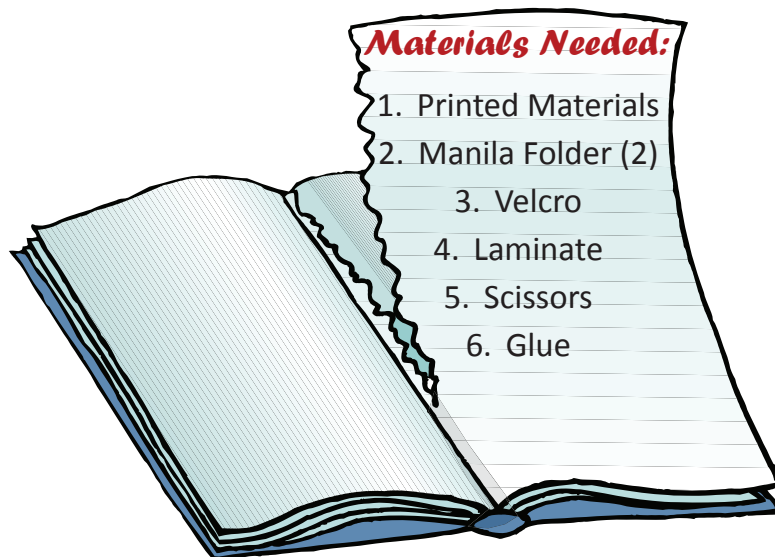 Materials Needed:
1. Printed Materials
2. Manila Folder (2)
3. Velcro
4. Laminate
5. Scissors
6. Glue